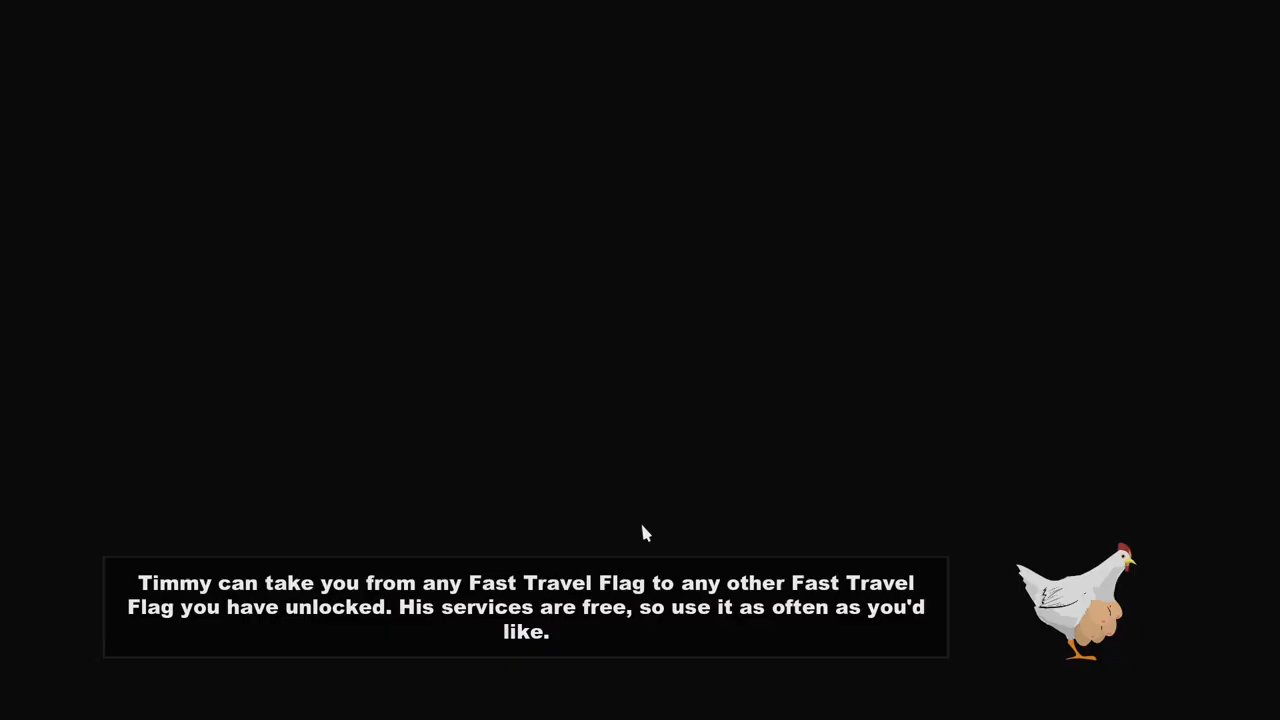 Timmy can take you from any Fast Travel Flag to any other Fast Travel
Flag you have unlocked. His services are free, so use it as often as you'd
like.